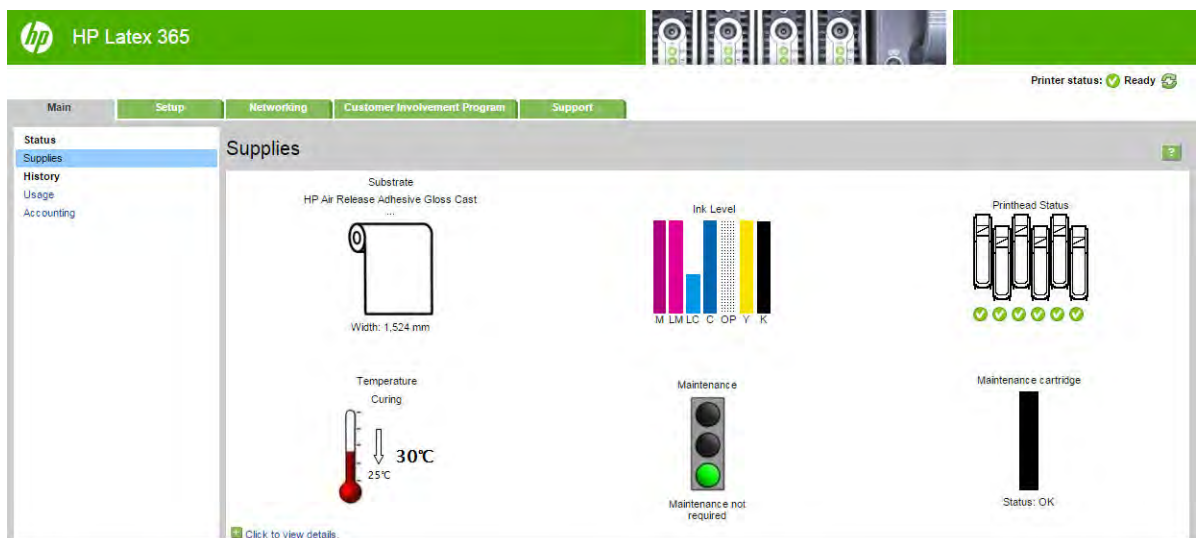 hp HP Latex 365
Printer status: Ready
Main Setup Networking Customer Involvement Program Support
Status
Supplies
History
Usage
Accounting
Supplies
?
Substrate
HP Air Release Adhesive Gloss Cast
...
Width: 1,524 mm
Ink Level
M LM LC C OP Y K
Printhead Status
Temperature
Curing
30℃
25℃
Maintenance
Maintenance not
required
Maintenance cartridge
Status: OK
+ Click to view details.